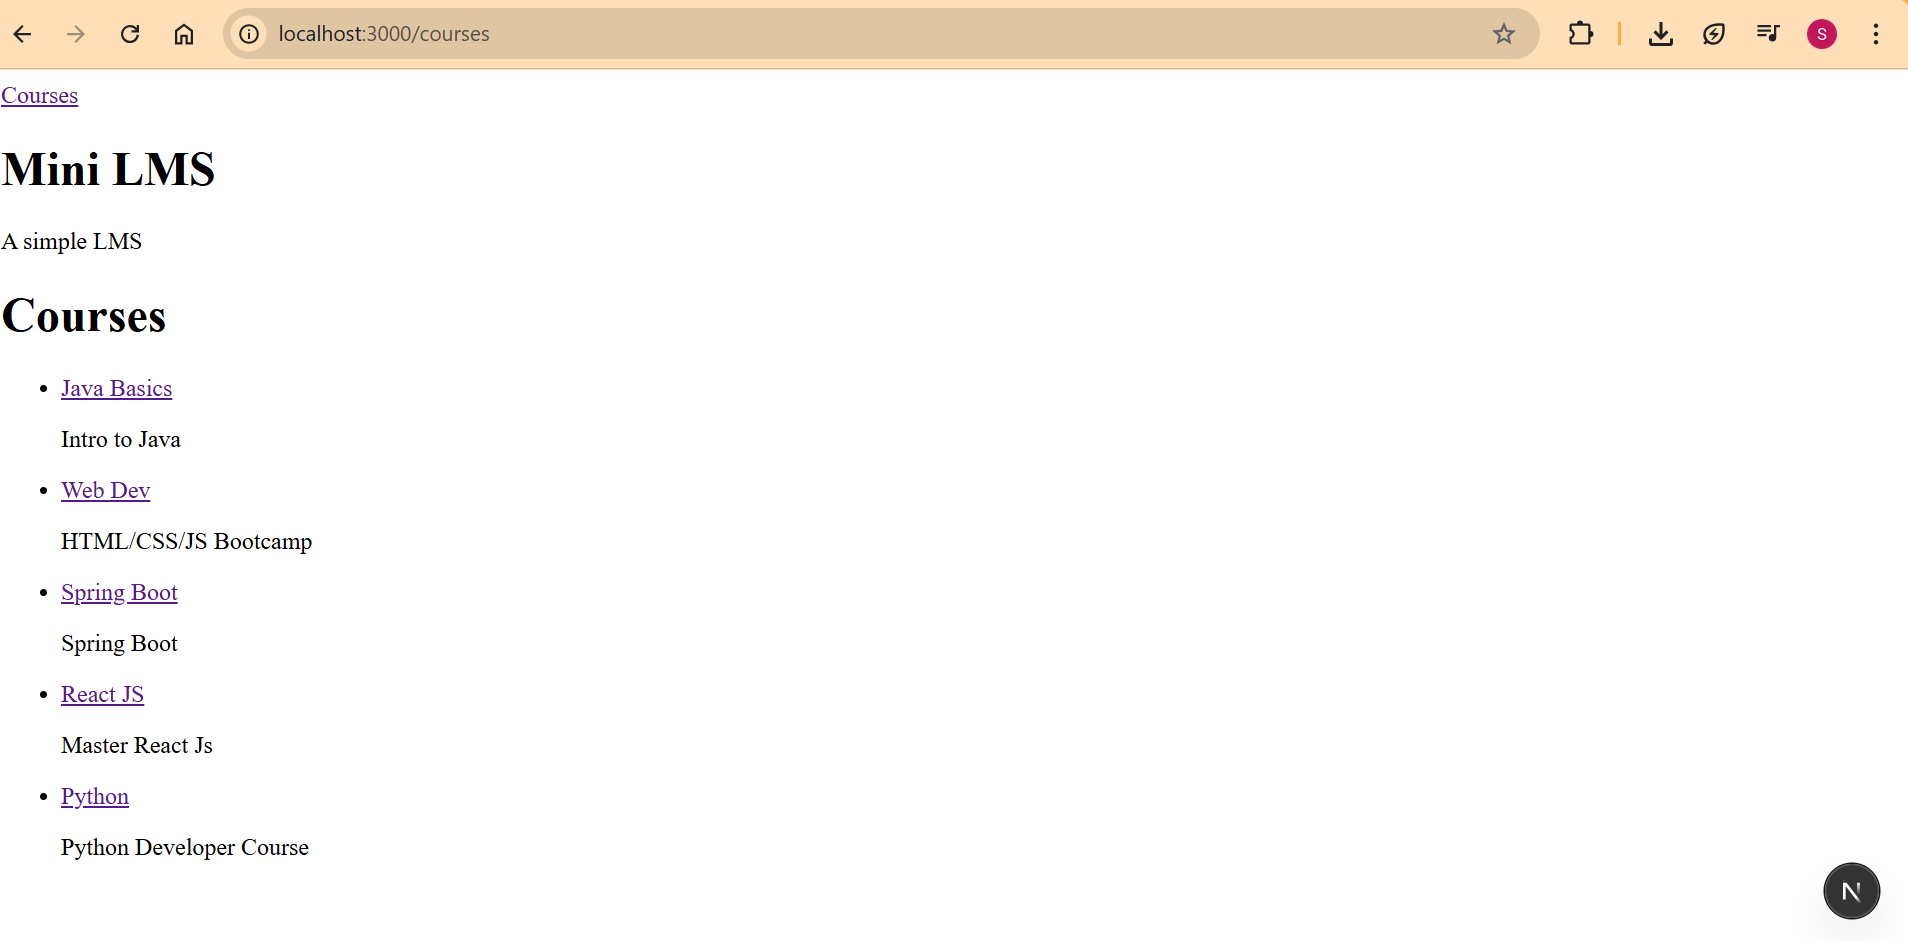 localhost:3000/courses
S
Courses
Mini LMS
A simple LMS
Courses
Java Basics
Intro to Java
Web Dev
HTML/CSS/JS Bootcamp
Spring Boot
Spring Boot
React JS
Master React Js
Python
Python Developer Course
N